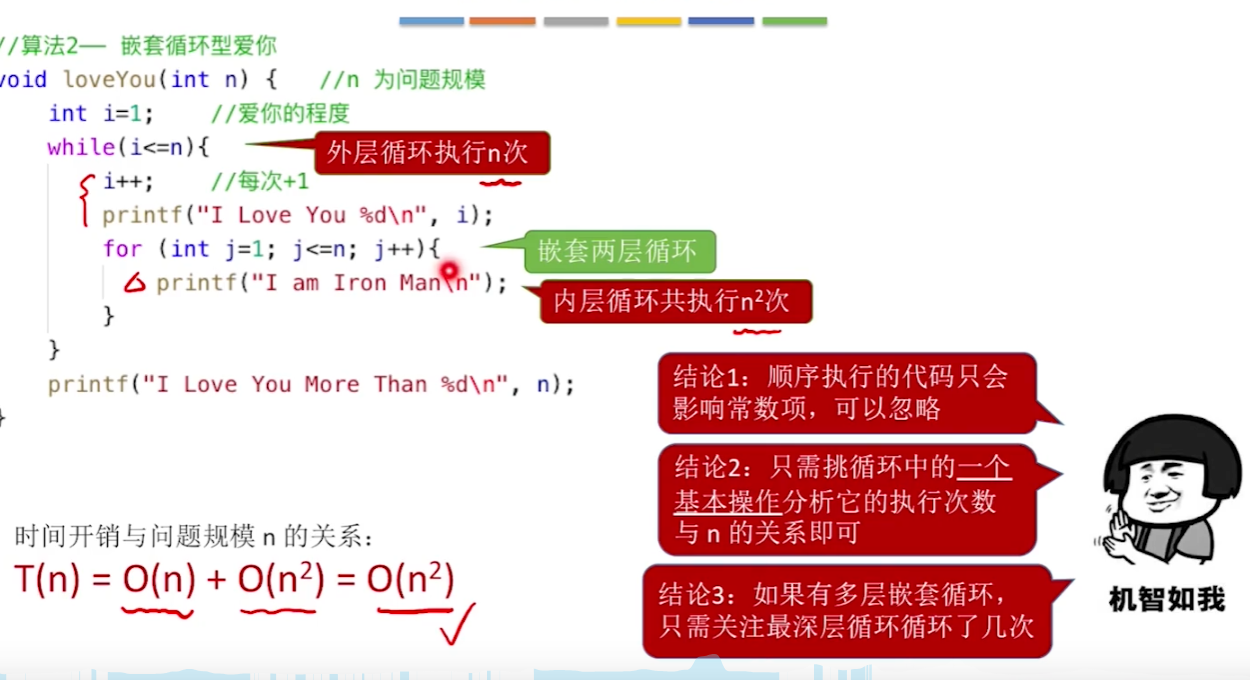 //算法2—— 嵌套循环型爱你
void loveYou(int n) { //n 为问题规模
int i=1; //爱你的程度
while(i<=n){
外层循环执行n次
i++; //每次+1
printf("I Love You %d\n", i);
for (int j=1; j<=n; j++){
嵌套两层循环
printf("I am Iron Man\n");
内层循环共执行n²次
}
}
printf("I Love You More Than %d\n", n);
}
结论1：顺序执行的代码只会
影响常数项，可以忽略
结论2：只需挑循环中的一个
基本操作分析它的执行次数
与 n 的关系即可
结论3：如果有多层嵌套循环，
只需关注最深层循环循环了几次
机智如我
时间开销与问题规模 n 的关系：
T(n) = O(n) + O(n²) = O(n²)